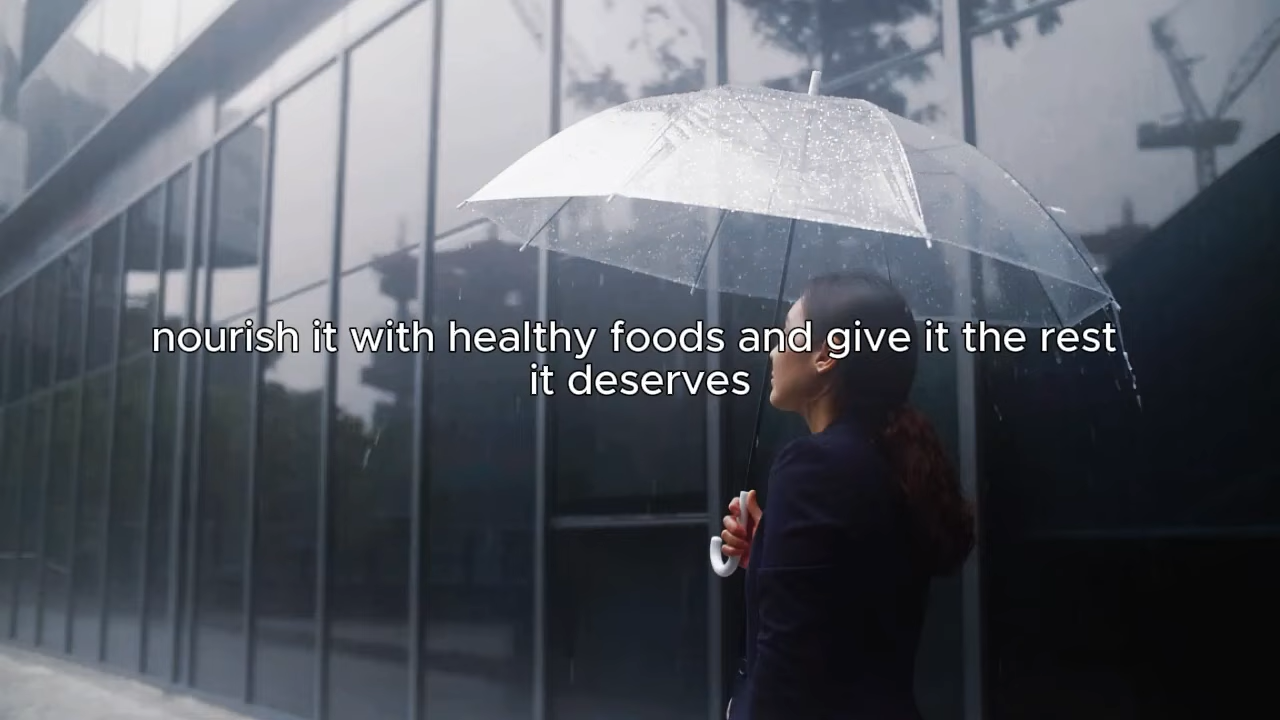 nourish it with healthy foods and give it the rest
it deserves